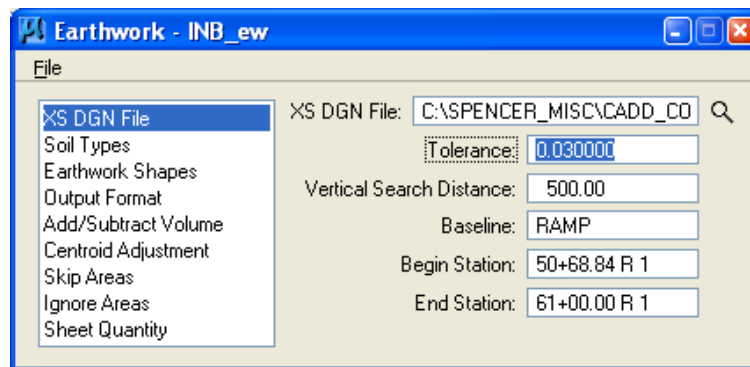 Earthwork - INB_ew
File
XS DGN File
Soil Types
Earthwork Shapes
Output Format
Add/Subtract Volume
Centroid Adjustment
Skip Areas
Ignore Areas
Sheet Quantity
XS DGN File: C:\SPENCER_MISC\CADD_CO
Tolerance: 0.030000
Vertical Search Distance: 500.00
Baseline: RAMP
Begin Station: 50+68.84 R 1
End Station: 61+00.00 R 1